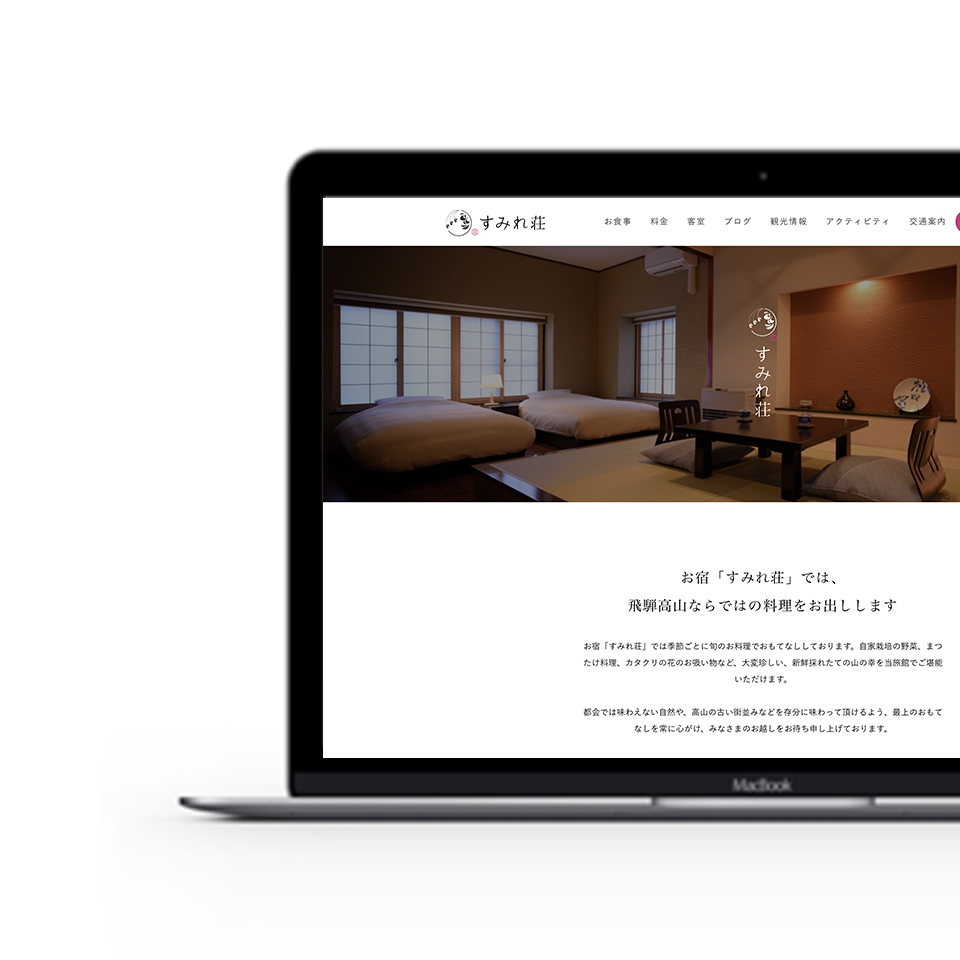 すみれ荘 お食事 料金 客室 ブログ 観光情報 アクティビティ 交通案内
すみれ荘
お宿「すみれ荘」では、
飛騨高山ならではの料理をお出しします
お宿「すみれ荘」では季節ごとに旬のお料理でおもてなししております。自家栽培の野菜、まつ
たけ料理、カタクリの花のお吸い物など、大変珍しい、新鮮採れたての山の幸を当旅館でご堪能
いただけます。
都会では味わえない自然や、高山の古い街並みなどを存分に味わって頂けるよう、最上のおもて
なしを常に心がけ、みなさまのお越しをお待ち申し上げております。
MacBook